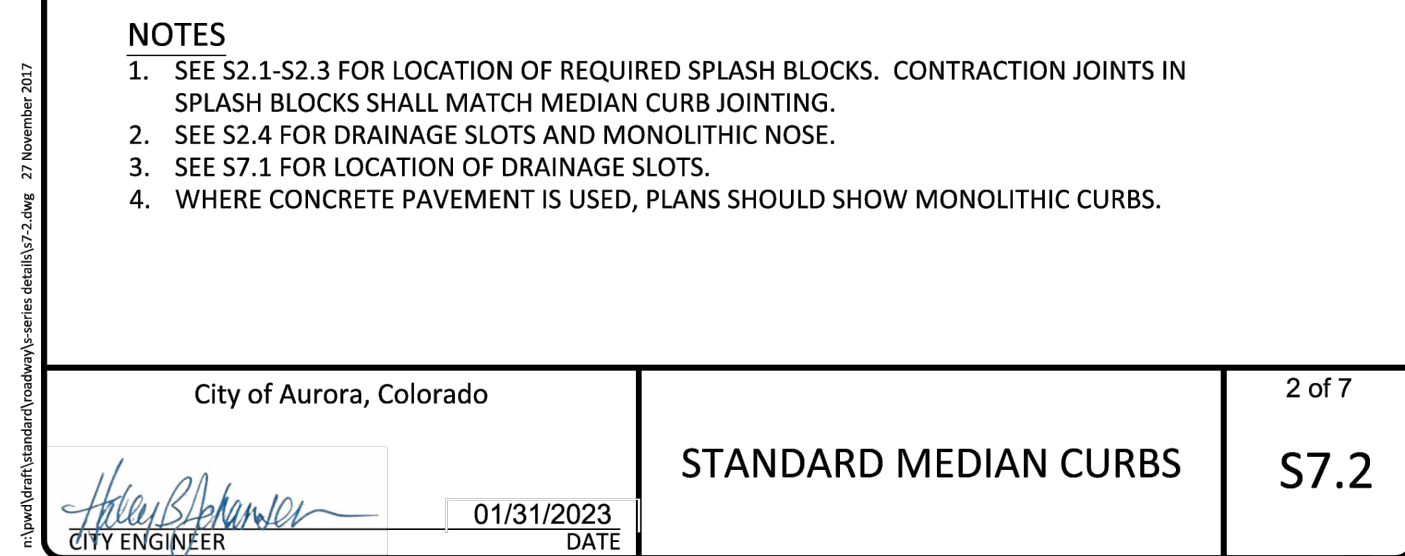 NOTES
1. SEE S2.1-S2.3 FOR LOCATION OF REQUIRED SPLASH BLOCKS. CONTRACTION JOINTS IN
SPLASH BLOCKS SHALL MATCH MEDIAN CURB JOINTING.
2. SEE S2.4 FOR DRAINAGE SLOTS AND MONOLITHIC NOSE.
3. SEE S7.1 FOR LOCATION OF DRAINAGE SLOTS.
4. WHERE CONCRETE PAVEMENT IS USED, PLANS SHOULD SHOW MONOLITHIC CURBS.
n:\pwd\draft\standard\roadway\s-series details\s7-2.dwg 27 November 2017
City of Aurora, Colorado
01/31/2023
CITY ENGINEER DATE
STANDARD MEDIAN CURBS
2 of 7
S7.2